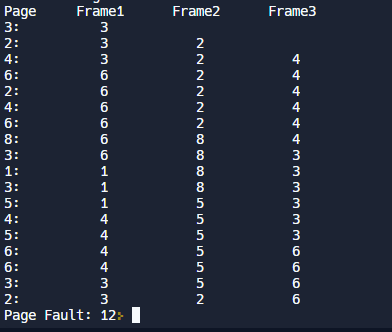 Page Frame1 Frame2 Frame3
3: 3
2: 3 2
4: 3 2 4
6: 6 2 4
2: 6 2 4
4: 6 2 4
6: 6 2 4
8: 6 8 4
3: 6 8 3
1: 1 8 3
3: 1 8 3
5: 1 5 3
4: 4 5 3
5: 4 5 3
6: 4 5 6
4: 4 5 6
3: 3 5 6
2: 3 2 6
Page Fault: 12